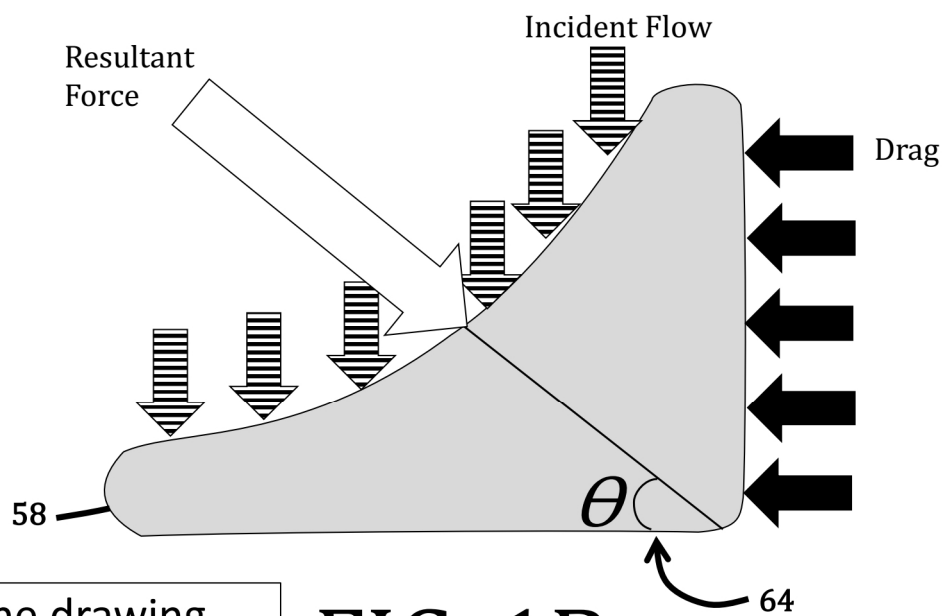 Incident Flow
Resultant
Force
Drag
58
θ
64